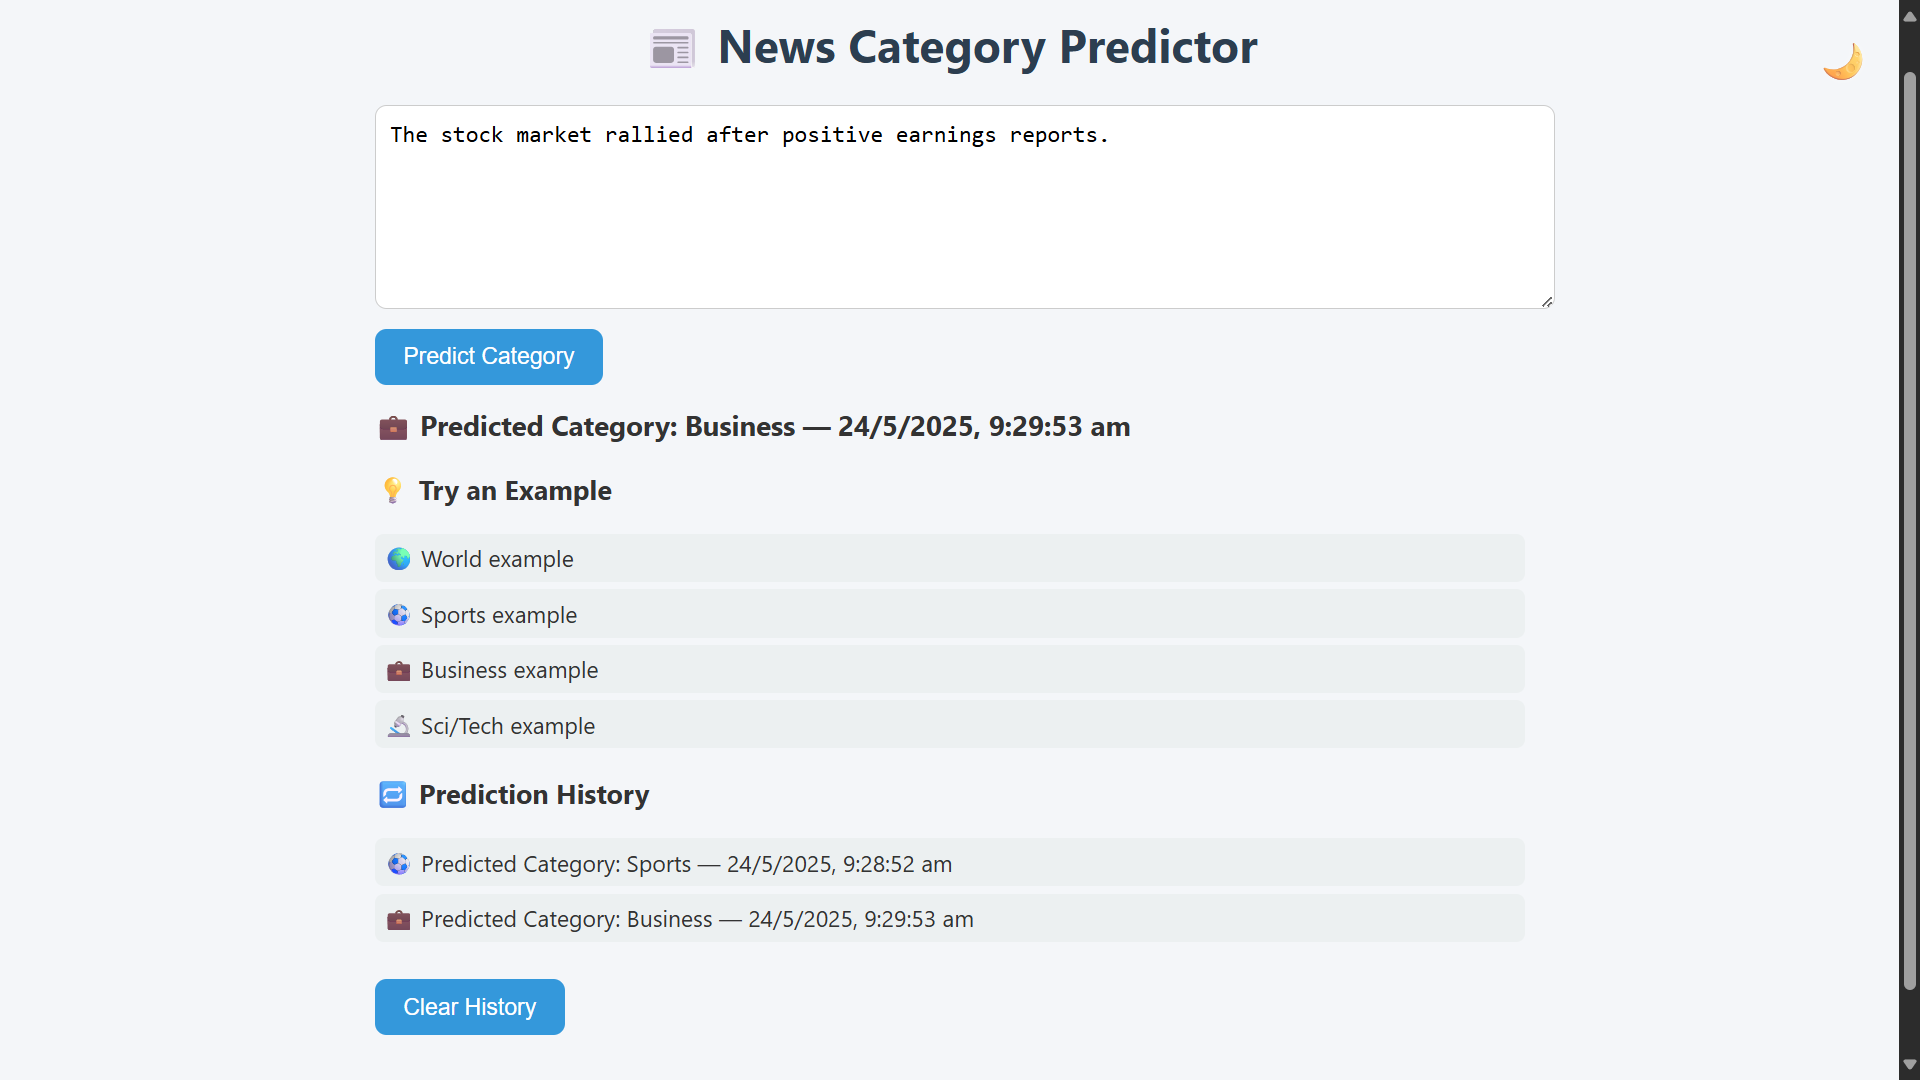 News Category Predictor
The stock market rallied after positive earnings reports.
Predict Category
Predicted Category: Business — 24/5/2025, 9:29:53 am
Try an Example
World example
Sports example
Business example
Sci/Tech example
Prediction History
Predicted Category: Sports — 24/5/2025, 9:28:52 am
Predicted Category: Business — 24/5/2025, 9:29:53 am
Clear History